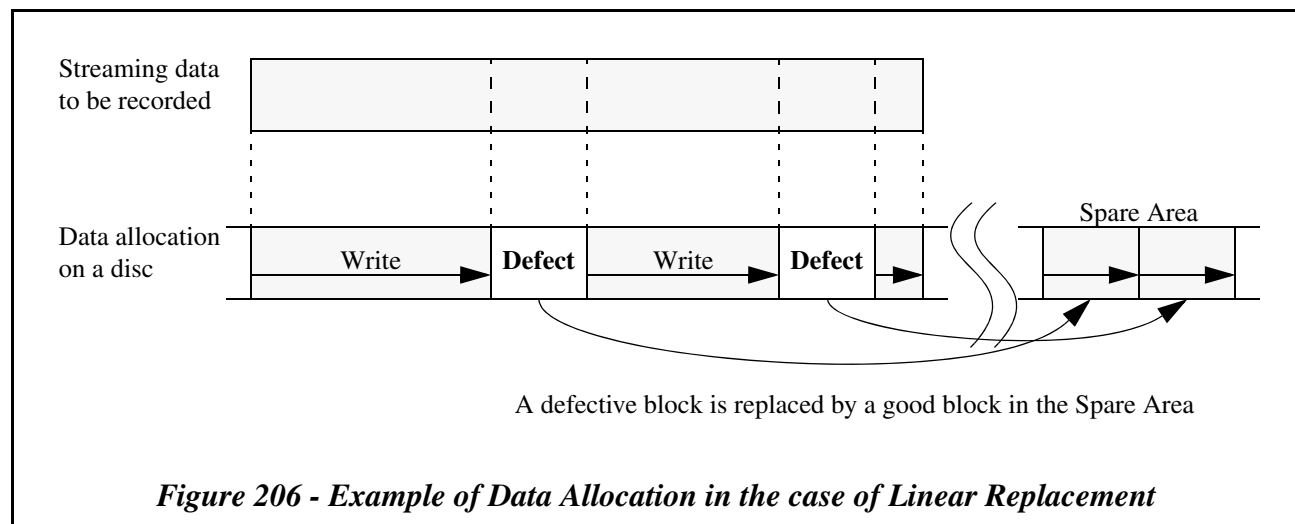 Streaming data
to be recorded
Spare Area
Data allocation
on a disc
Write
Defect
Write
Defect
A defective block is replaced by a good block in the Spare Area
Figure 206 - Example of Data Allocation in the case of Linear Replacement